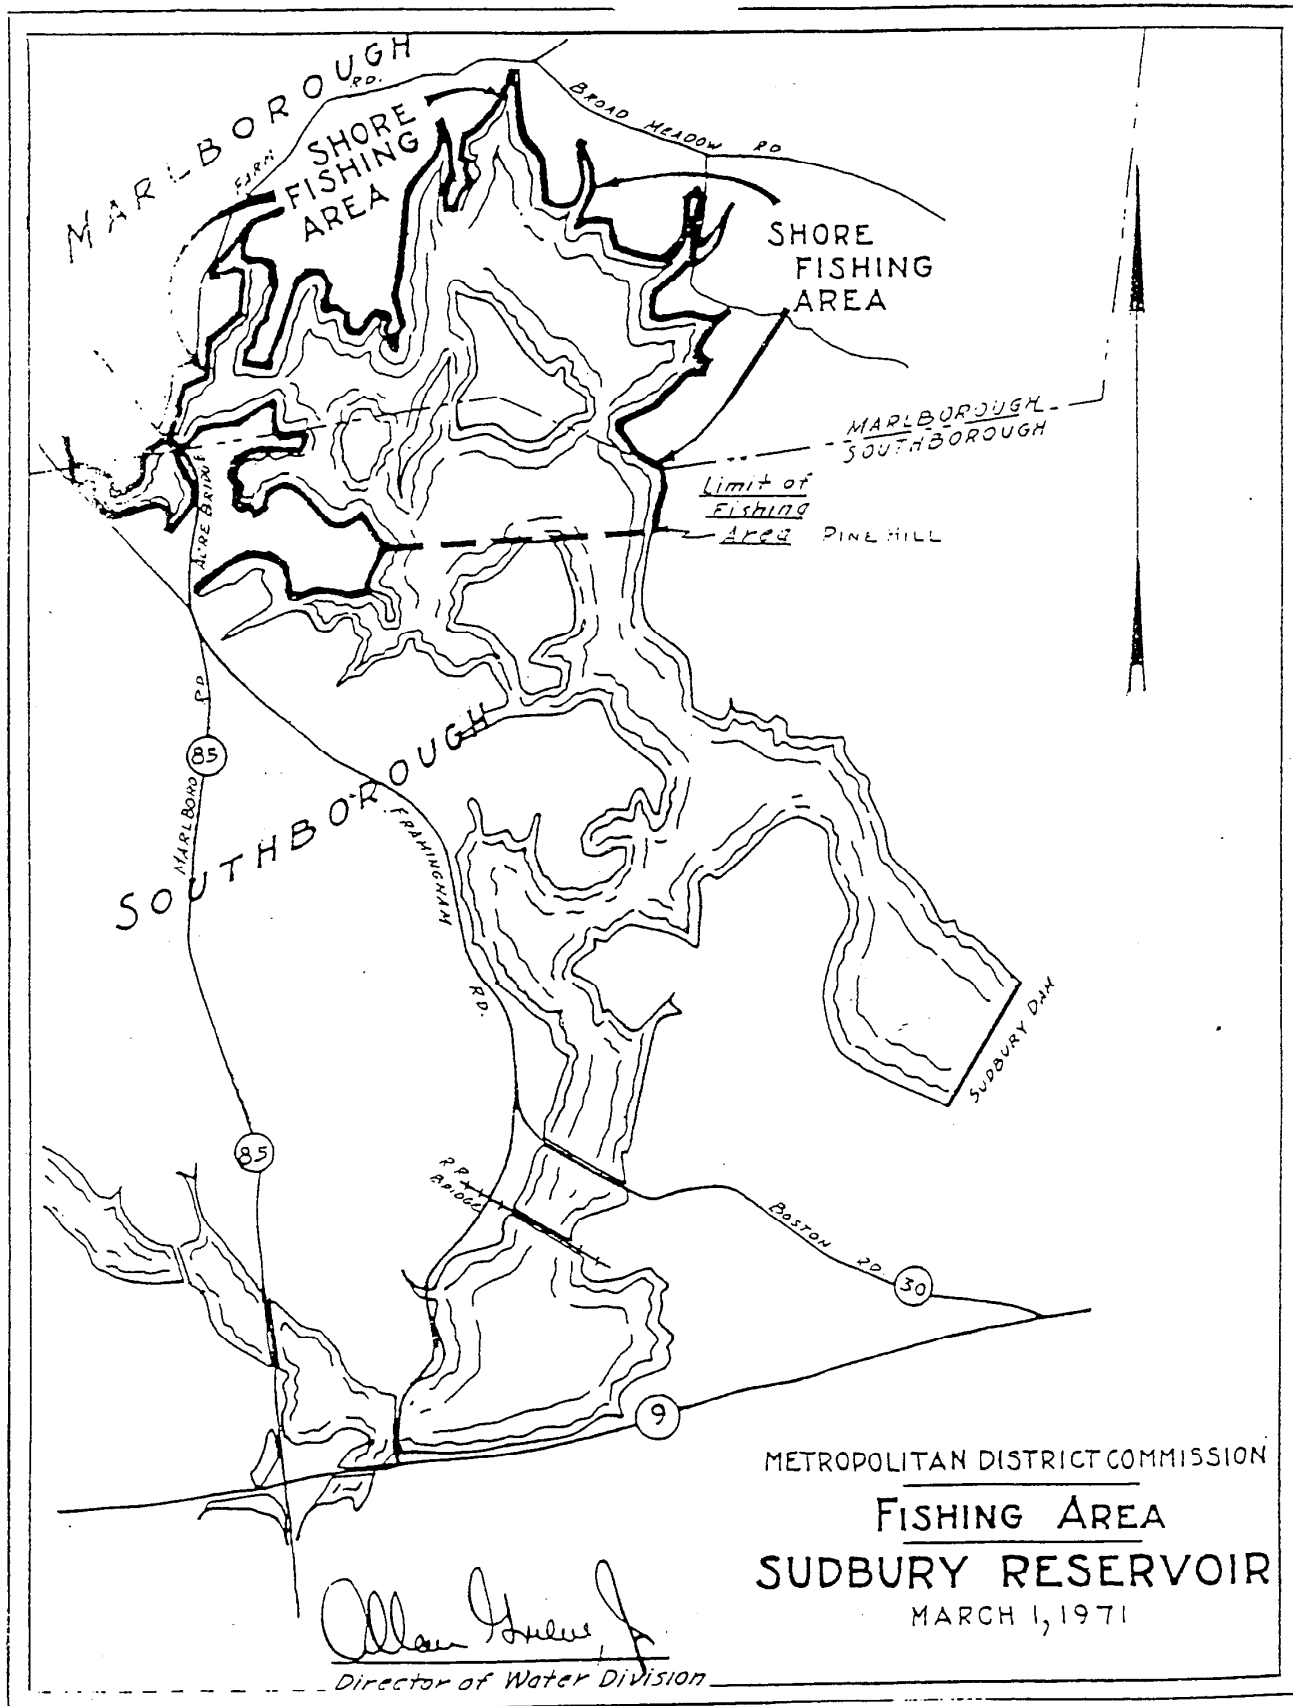 MARLBOROUGH
FARM
RD.
BROAD MEADOW RD
SHORE
FISHING
AREA
SHORE
FISHING
AREA
MARLBOROUGH
SOUTHBOROUGH
Limit of
Fishing
Area
PINE HILL
ACRE BRIDGE
RD
85
MARLBORO
SOUTHBOROUGH
FRAMINGHAM
RD.
SUDBURY DAM
85
R.R.
BRIDGE
BOSTON RD.
30
9
METROPOLITAN DISTRICT COMMISSION
FISHING AREA
SUDBURY RESERVOIR
MARCH 1, 1971
Director of Water Division